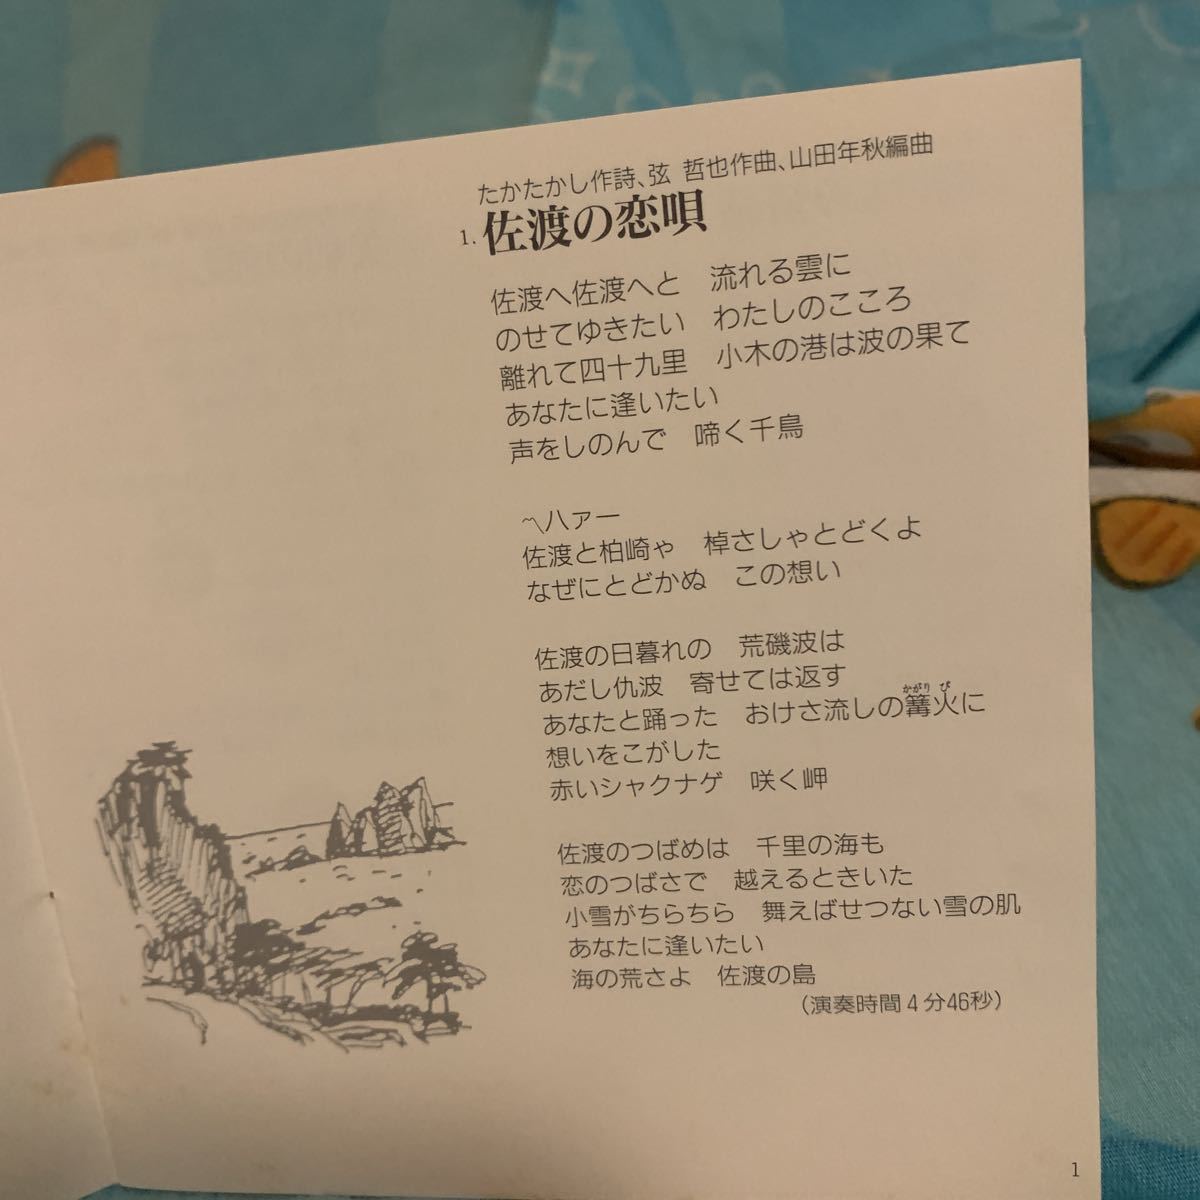 たかたかし作詩、弦 哲也作曲、山田年秋編曲
1. 佐渡の恋唄
佐渡へ佐渡へと 流れる雲に
のせてゆきたい わたしのこころ
離れて四十九里 小木の港は波の果て
あなたに逢いたい
声をしのんで 啼く千鳥
〽ハァー
佐渡と柏崎ゃ 棹さしゃとどくよ
なぜにとどかぬ この想い
佐渡の日暮れの 荒磯波は
あだし仇波 寄せては返す
かがり び
あなたと踊った おけさ流しの篝火に
想いをこがした
赤いシャクナゲ 咲く岬
佐渡のつばめは 千里の海も
恋のつばさで 越えるときいた
小雪がちらちら 舞えばせつない雪の肌
あなたに逢いたい
海の荒さよ 佐渡の島
（演奏時間4分46秒）
1